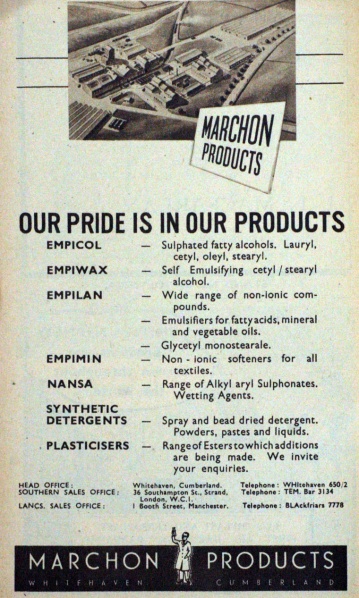 MARCHON
PRODUCTS
OUR PRIDE IS IN OUR PRODUCTS
EMPICOL — Sulphated fatty alcohols. Lauryl,
cetyl, oleyl, stearyl.
EMPIWAX — Self Emulsifying cetyl / stearyl
alcohol.
EMPILAN — Wide range of non-ionic com-
pounds.
— Emulsifiers for fatty acids, mineral
and vegetable oils.
— Glycetyl monostearale.
EMPIMIN — Non - ionic softeners for all
textiles.
NANSA — Range of Alkyl aryl Sulphonates.
Wetting Agents.
SYNTHETIC
DETERGENTS — Spray and bead dried detergent.
Powders, pastes and liquids.
PLASTICISERS — Range of Esters to which additions
are being made. We invite
your enquiries.
HEAD OFFICE : Whitehaven, Cumberland. Telephone : WHItehaven 650/2
SOUTHERN SALES OFFICE : 36 Southampton St., Strand, Telephone : TEM. Bar 3134
London, W.C.1.
LANCS. SALES OFFICE : 1 Booth Street, Manchester. Telephone : BLAckfriars 7778
MARCHON PRODUCTS
WHITEHAVEN CUMBERLAND